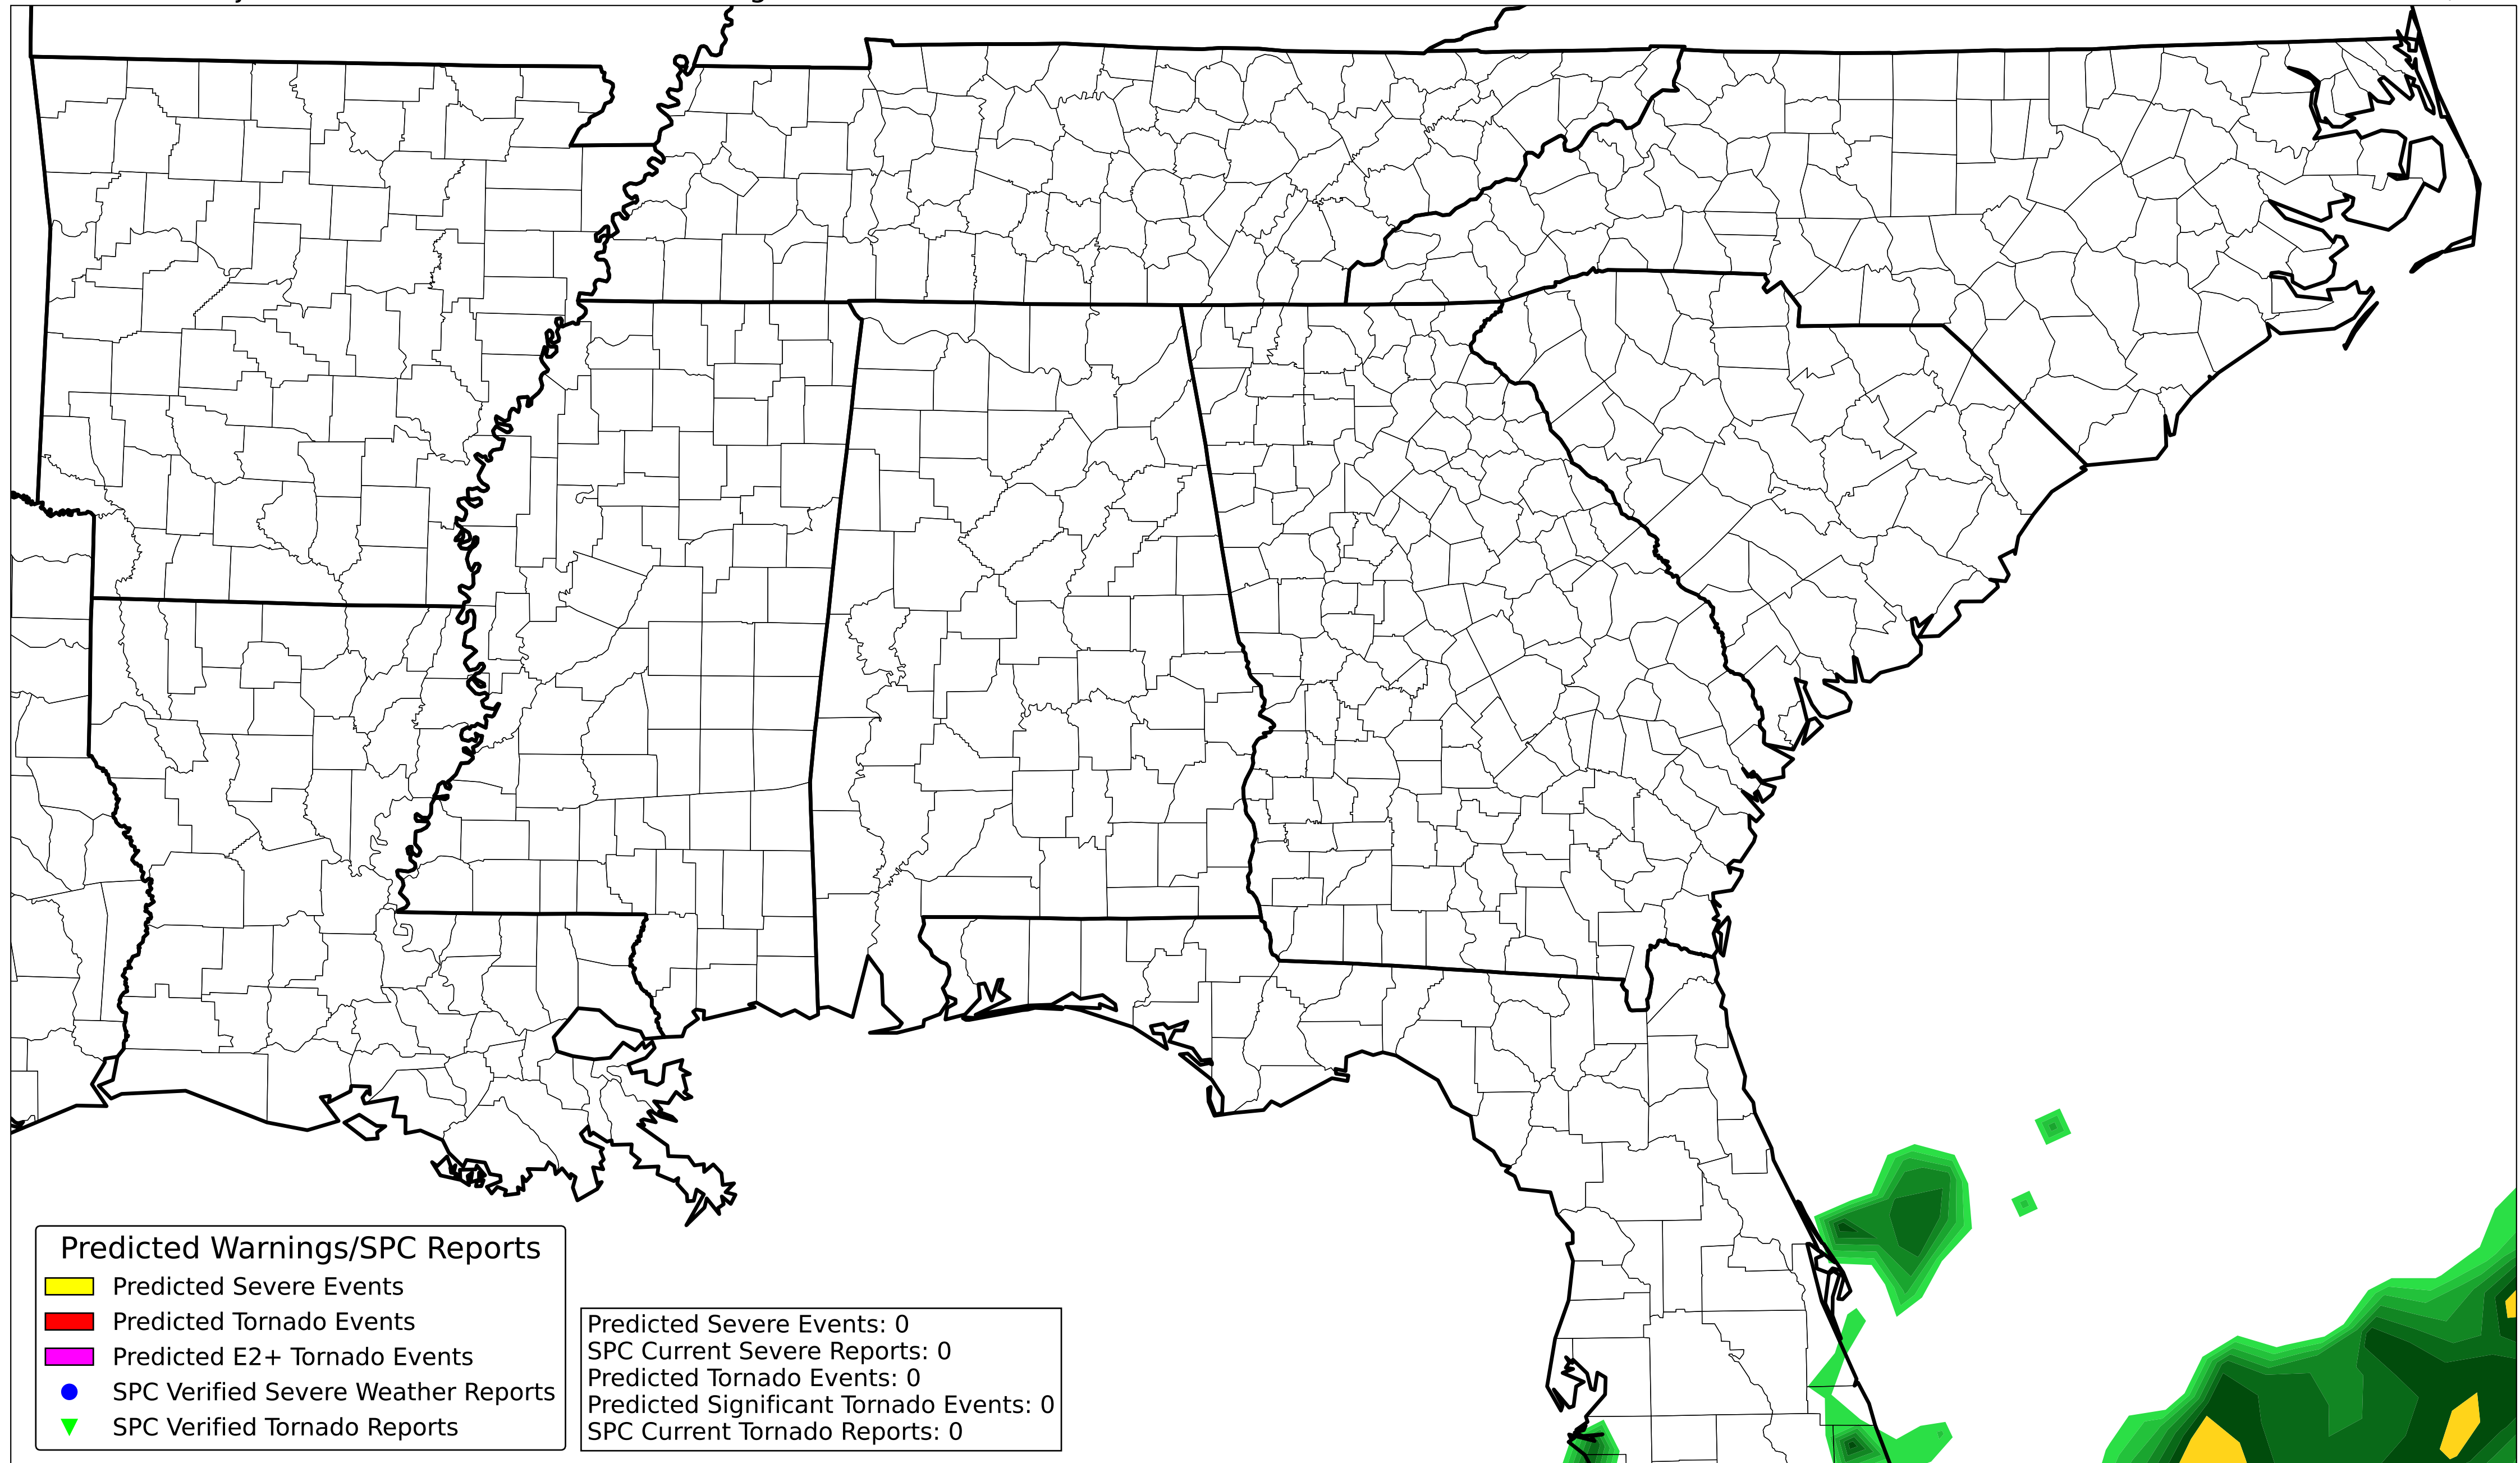 Predicted Warnings/SPC Reports
Predicted Severe Events
Predicted Tornado Events
Predicted E2+ Tornado Events
SPC Verified Severe Weather Reports
SPC Verified Tornado Reports
Predicted Severe Events: 0
SPC Current Severe Reports: 0
Predicted Tornado Events: 0
Predicted Significant Tornado Events: 0
SPC Current Tornado Reports: 0